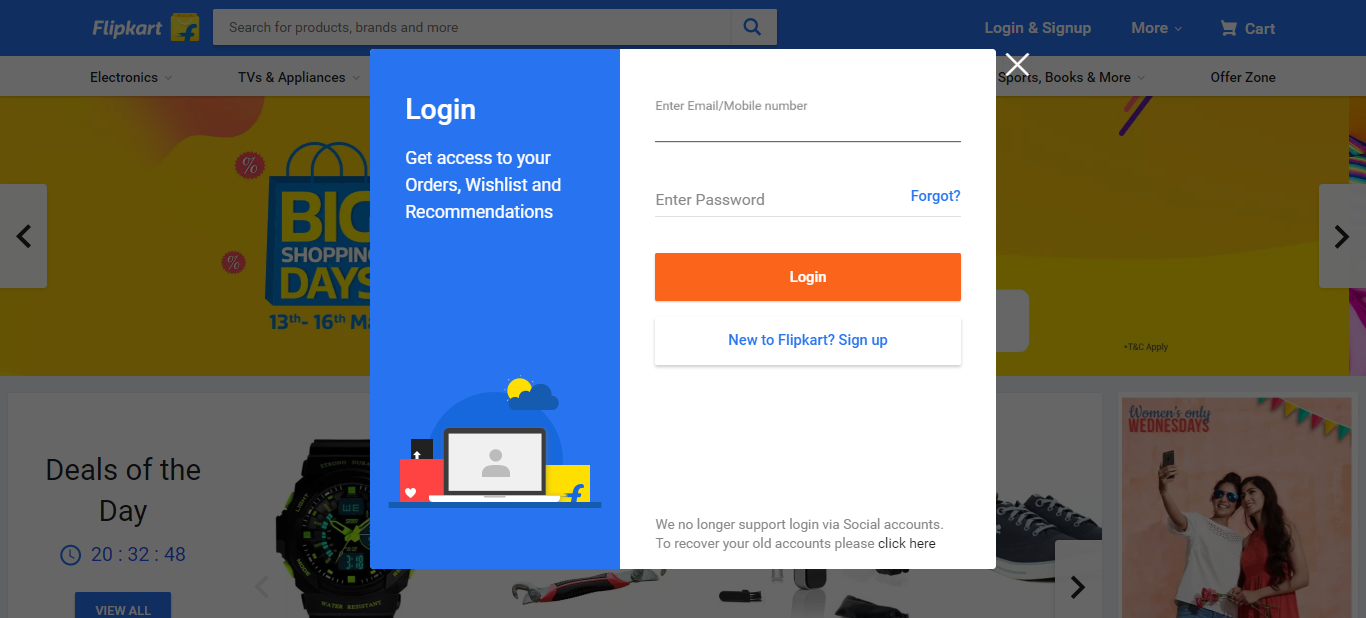 Flipkart
Search for products, brands and more
Login & Signup
More
Cart
Electronics
TVs & Appliances
Sports, Books & More
Offer Zone
Login
Get access to your
Orders, Wishlist and
Recommendations
Enter Email/Mobile number
Enter Password
Forgot?
Login
New to Flipkart? Sign up
We no longer support login via Social accounts.
To recover your old accounts please click here
%
%
BIG
SHOPPING
DAYS
13th- 16th
*T&C Apply
Deals of the
Day
20 : 32 : 48
VIEW ALL
WATER RESISTANT
Women's only
WEDNESDAYS